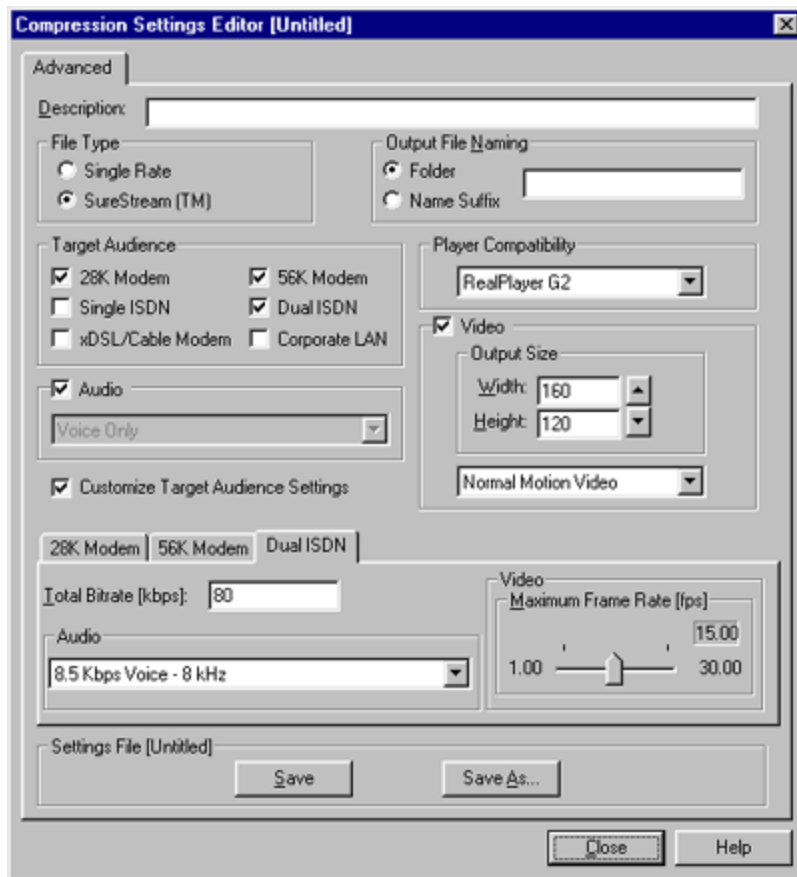 Compression Settings Editor [Untitled]
Advanced
Description:
File Type
Single Rate
SureStream (TM)
Output File Naming
Folder
Name Suffix
Target Audience
28K Modem
56K Modem
Single ISDN
Dual ISDN
xDSL/Cable Modem
Corporate LAN
Player Compatibility
RealPlayer G2
Audio
Voice Only
Video
Output Size
Width: 160
Height: 120
Normal Motion Video
Customize Target Audience Settings
28K Modem
56K Modem
Dual ISDN
Total Bitrate [kbps]: 80
Audio
8.5 Kbps Voice - 8 kHz
Video
Maximum Frame Rate [fps]
15.00
1.00
30.00
Settings File [Untitled]
Save
Save As...
Close
Help